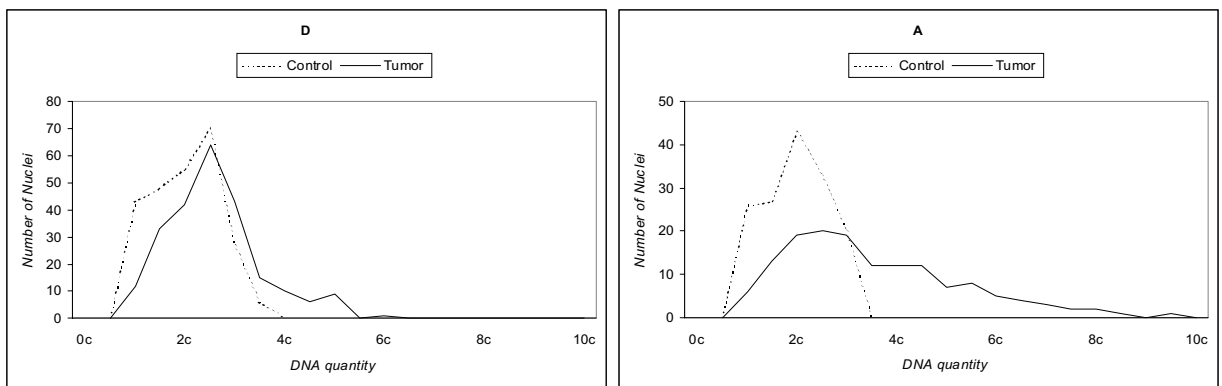 D
Control Tumor
80
70
60
50
40
30
20
10
0
Number of Nuclei
0c 2c 4c 6c 8c 10c
DNA quantity
A
Control Tumor
50
40
30
20
10
0
Number of Nuclei
0c 2c 4c 6c 8c 10c
DNA quantity